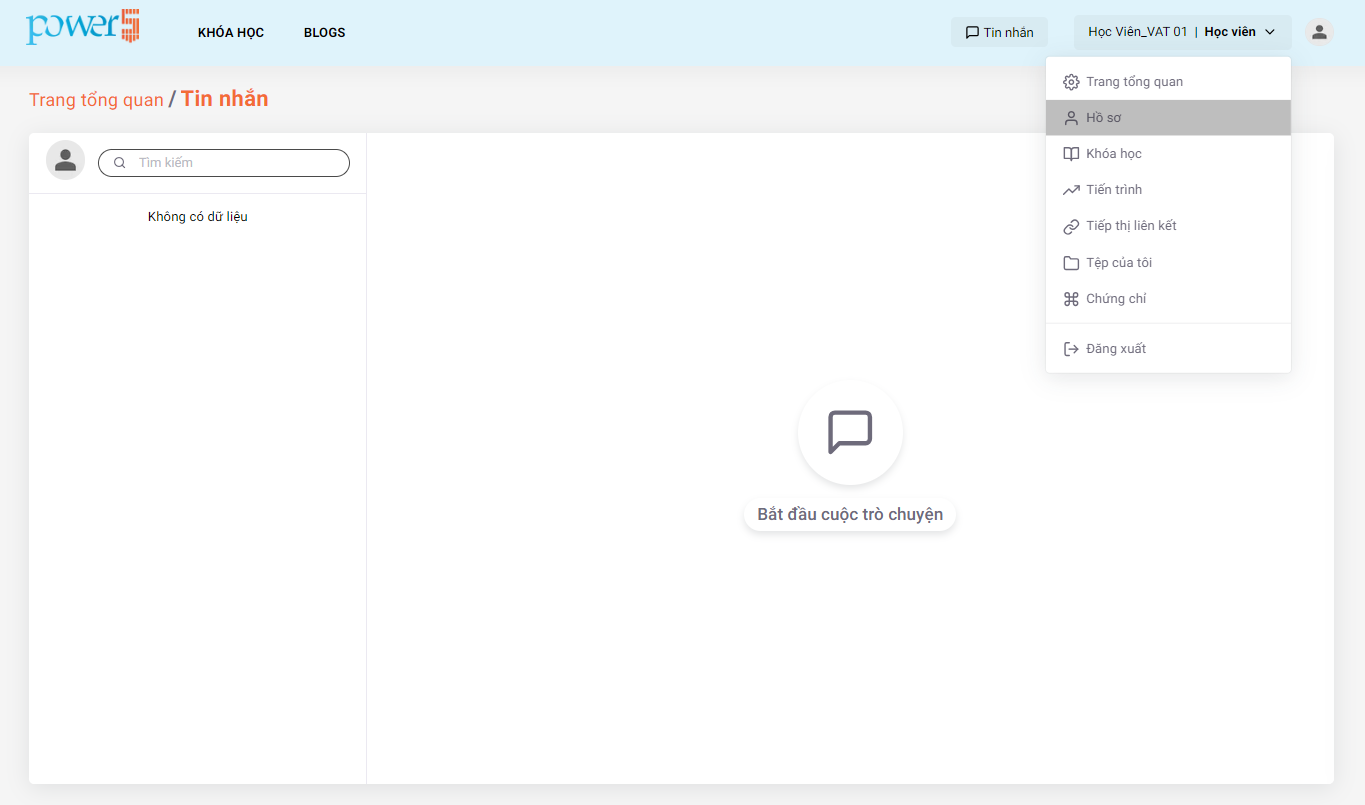 power5
KHÓA HỌC
BLOGS
Tin nhắn
Học Viên_VAT 01 | Học viên
Trang tổng quan / Tin nhắn
Trang tổng quan
Hồ sơ
Khóa học
Tiến trình
Tiếp thị liên kết
Tệp của tôi
Chứng chỉ
Đăng xuất
Tìm kiếm
Không có dữ liệu
Bắt đầu cuộc trò chuyện